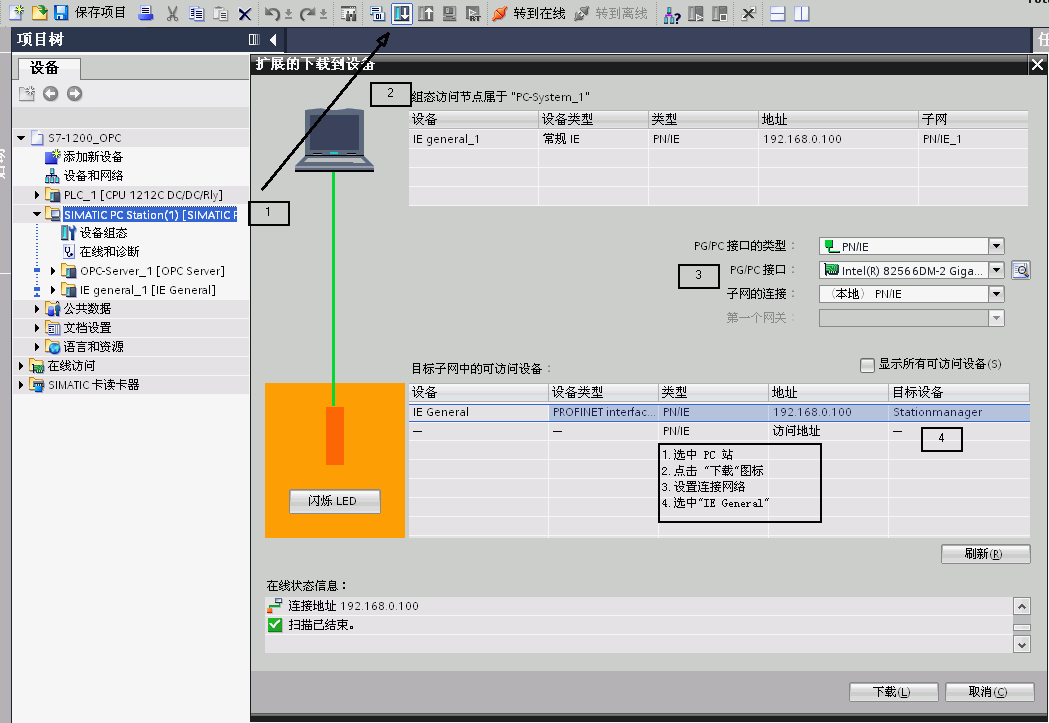 保存项目
转到在线
转到离线
项目树
设备
S7-1200_OPC
添加新设备
设备和网络
PLC_1 [CPU 1212C DC/DC/Rly]
SIMATIC PC Station(1) [SIMATIC P
设备组态
在线和诊断
OPC-Server_1 [OPC Server]
IE general_1 [IE General]
公共数据
文档设置
语言和资源
在线访问
SIMATIC 卡读卡器
扩展的下载到设备
1
2
组态访问节点属于 "PC-System_1"
设备 设备类型 类型 地址 子网
IE general_1 常规 IE PN/IE 192.168.0.100 PN/IE_1
3
PG/PC 接口的类型： PN/IE
PG/PC 接口： Intel(R) 82566DM-2 Giga...
子网的连接： （本地） PN/IE
第一个网关：
目标子网中的可访问设备：
显示所有可访问设备(S)
设备 设备类型 类型 地址 目标设备
IE General PROFINET interfac... PN/IE 192.168.0.100 Stationmanager
— — PN/IE 访问地址 —
4
1.选中 PC 站
2.点击 “下载”图标
3.设置连接网络
4.选中“IE General”
闪烁 LED
刷新(R)
在线状态信息：
连接地址 192.168.0.100
扫描已结束。
下载(L)
取消(C)